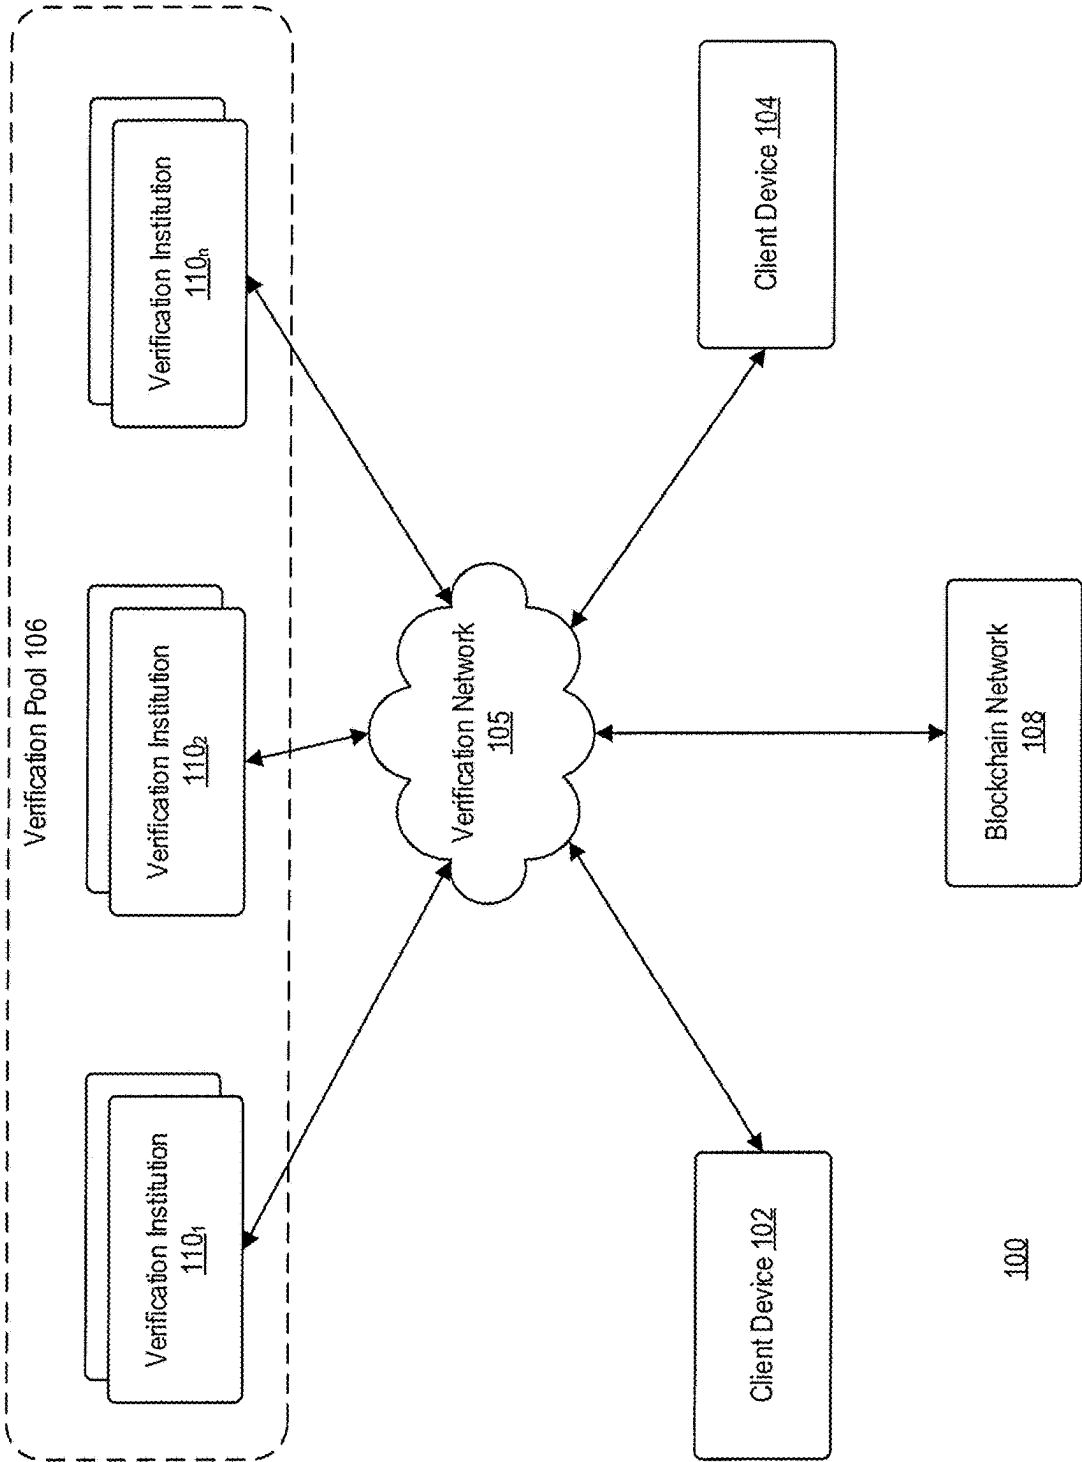 Verification Pool 106
Verification Institution
110₁
Verification Institution
110₂
Verification Institution
110ₙ
Verification Network
105
Client Device 102
Client Device 104
Blockchain Network
108
100